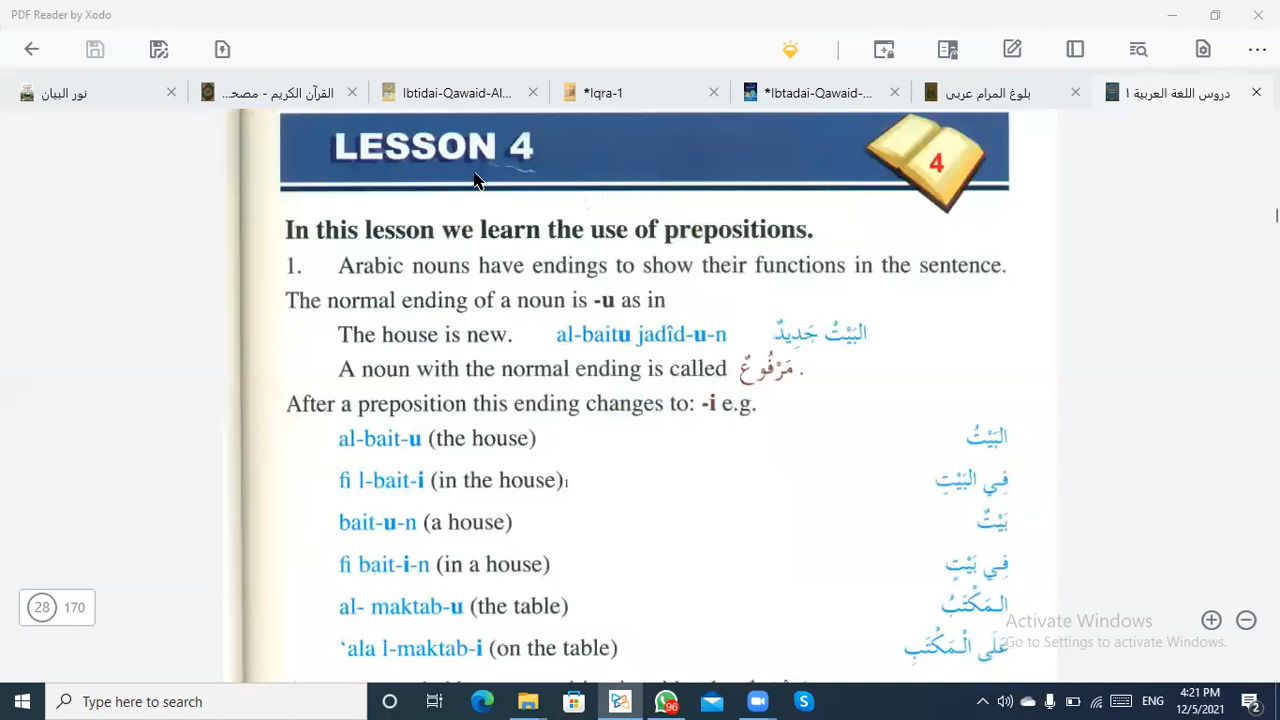 PDF Reader by Xodo
نور البيان
القرآن الكريم - مصحـ...
Ibtidai-Qawaid-Al...
*Iqra-1
*Ibtadai-Qawaid-...
بلوغ المرام عربى
دروس اللغة العربية ١
LESSON 4
4
In this lesson we learn the use of prepositions.
1. Arabic nouns have endings to show their functions in the sentence.
The normal ending of a noun is -u as in
The house is new. al-baitu jadîd-u-n البَيْتُ جَدِيدٌ
A noun with the normal ending is called مَرْفُوعٌ .
After a preposition this ending changes to: -i e.g.
al-bait-u (the house) البَيْتُ
fi l-bait-i (in the house) فِي البَيْتِ
bait-u-n (a house) بَيْتٌ
fi bait-i-n (in a house) فِي بَيْتٍ
al- maktab-u (the table) الـمَكْتَبُ
‘ala l-maktab-i (on the table) عَلَى الْـمَكْتَبِ
28 170
Activate Windows
Go to Settings to activate Windows.
Type here to search
96
ENG
4:21 PM
12/5/2021
2